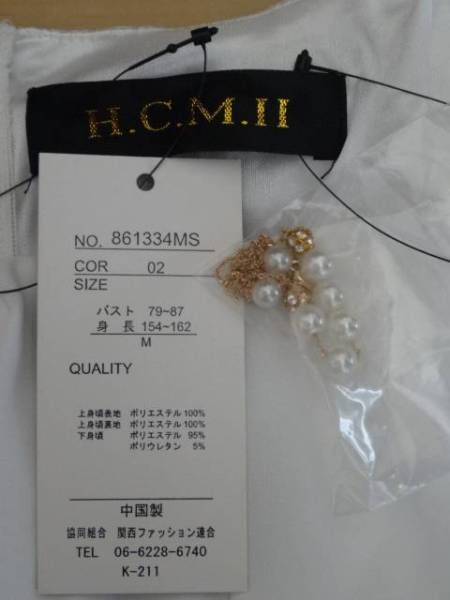 H.C.M.II
NO. 861334MS
COR 02
SIZE
バスト 79~87
身 長 154~162
M
QUALITY
上身頃表地 ポリエステル 100%
上身頃裏地 ポリエステル 100%
下身頃 ポリエステル 95%
ポリウレタン 5%
中国製
協同組合 関西ファッション連合
TEL 06-6228-6740
K-211